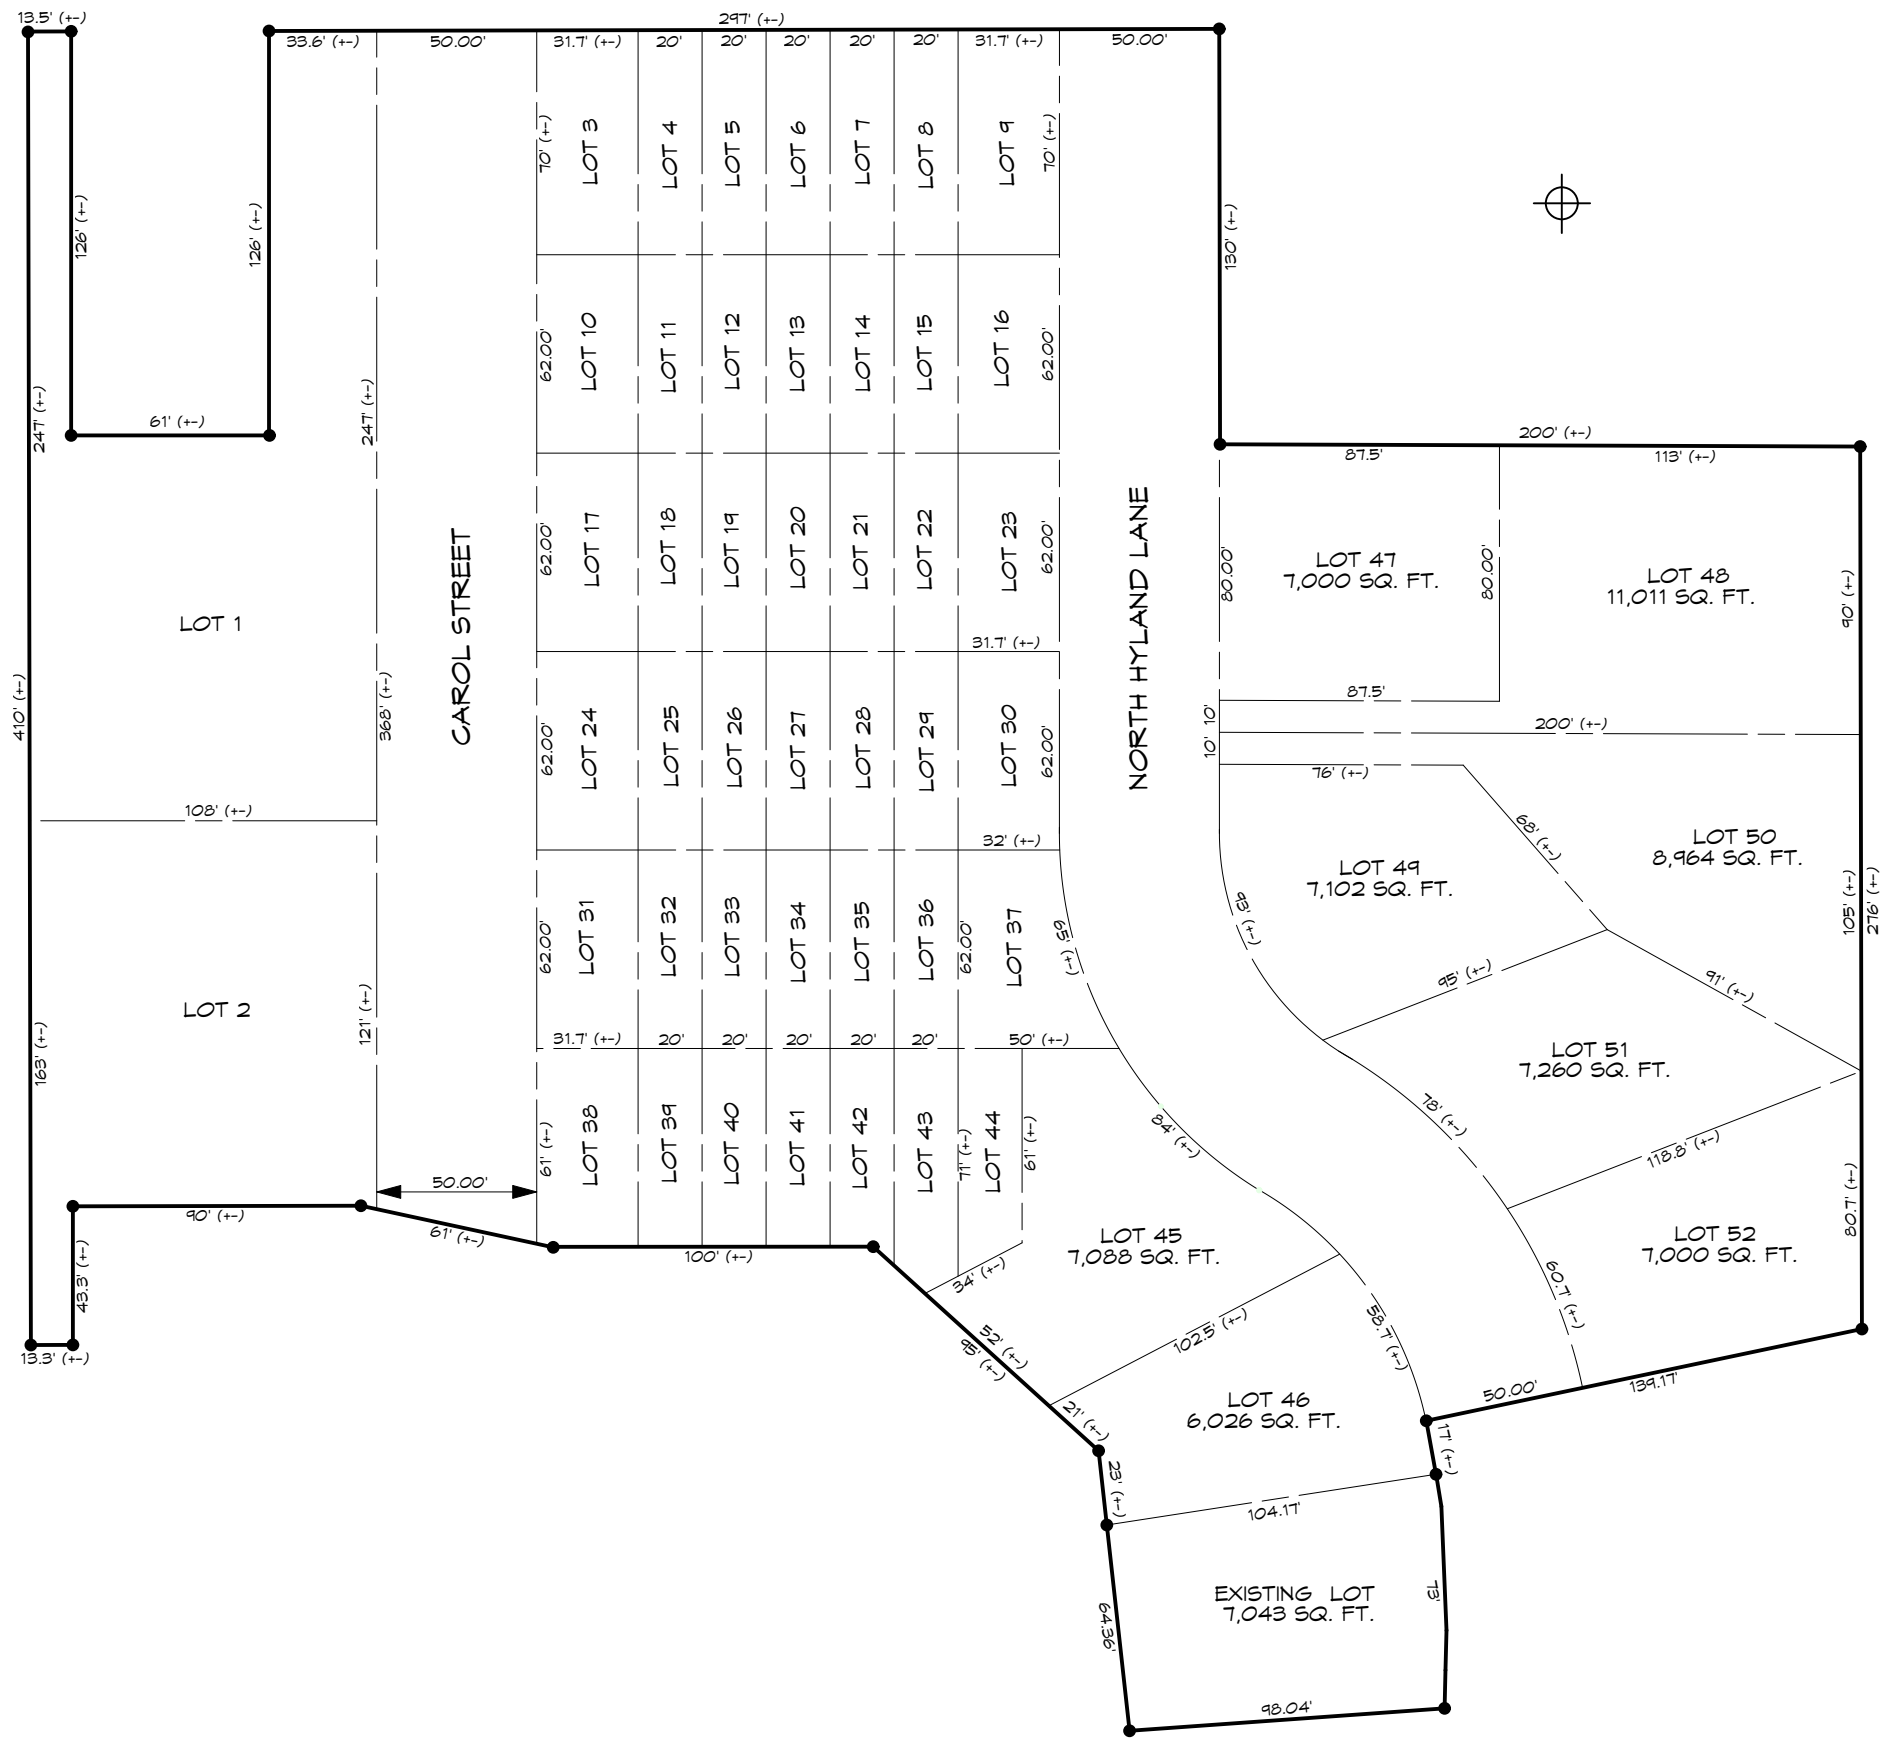 13.5' (+-)
297' (+-)
33.6' (+-)
50.00'
31.7' (+-)
20'
20'
20'
20'
20'
31.7' (+-)
50.00'
126' (+-)
126' (+-)
61' (+-)
247' (+-)
247' (+-)
410' (+-)
368' (+-)
LOT 1
108' (+-)
LOT 2
163' (+-)
121' (+-)
90' (+-)
43.3' (+-)
13.3' (+-)
61' (+-)
50.00'
CAROL STREET
70' (+-)
LOT 3
LOT 4
LOT 5
LOT 6
LOT 7
LOT 8
LOT 9
70' (+-)
62.00'
LOT 10
LOT 11
LOT 12
LOT 13
LOT 14
LOT 15
LOT 16
62.00'
62.00'
LOT 17
LOT 18
LOT 19
LOT 20
LOT 21
LOT 22
LOT 23
62.00'
31.7' (+-)
62.00'
LOT 24
LOT 25
LOT 26
LOT 27
LOT 28
LOT 29
LOT 30
62.00'
32' (+-)
62.00'
LOT 31
LOT 32
LOT 33
LOT 34
LOT 35
LOT 36
62.00'
LOT 37
65' (+-)
31.7' (+-)
20'
20'
20'
20'
20'
50' (+-)
61' (+-)
LOT 38
LOT 39
LOT 40
LOT 41
LOT 42
LOT 43
71' (+-)
LOT 44
61' (+-)
100' (+-)
34' (+-)
84' (+-)
LOT 45
7,088 SQ. FT.
52' (+-)
95' (+-)
102.5' (+-)
58.7' (+-)
21' (+-)
LOT 46
6,026 SQ. FT.
23' (+-)
17' (+-)
104.17'
EXISTING LOT
7,043 SQ. FT.
64.36'
73'
98.04'
NORTH HYLAND LANE
130' (+-)
200' (+-)
87.5'
113' (+-)
80.00'
LOT 47
7,000 SQ. FT.
80.00'
LOT 48
11,011 SQ. FT.
90' (+-)
87.5'
10'
10'
200' (+-)
76' (+-)
68' (+-)
LOT 50
8,964 SQ. FT.
LOT 49
7,102 SQ. FT.
93' (+-)
105' (+-)
276' (+-)
95' (+-)
91' (+-)
LOT 51
7,260 SQ. FT.
78' (+-)
118.8' (+-)
LOT 52
7,000 SQ. FT.
80.7' (+-)
60.7' (+-)
50.00'
139.17'